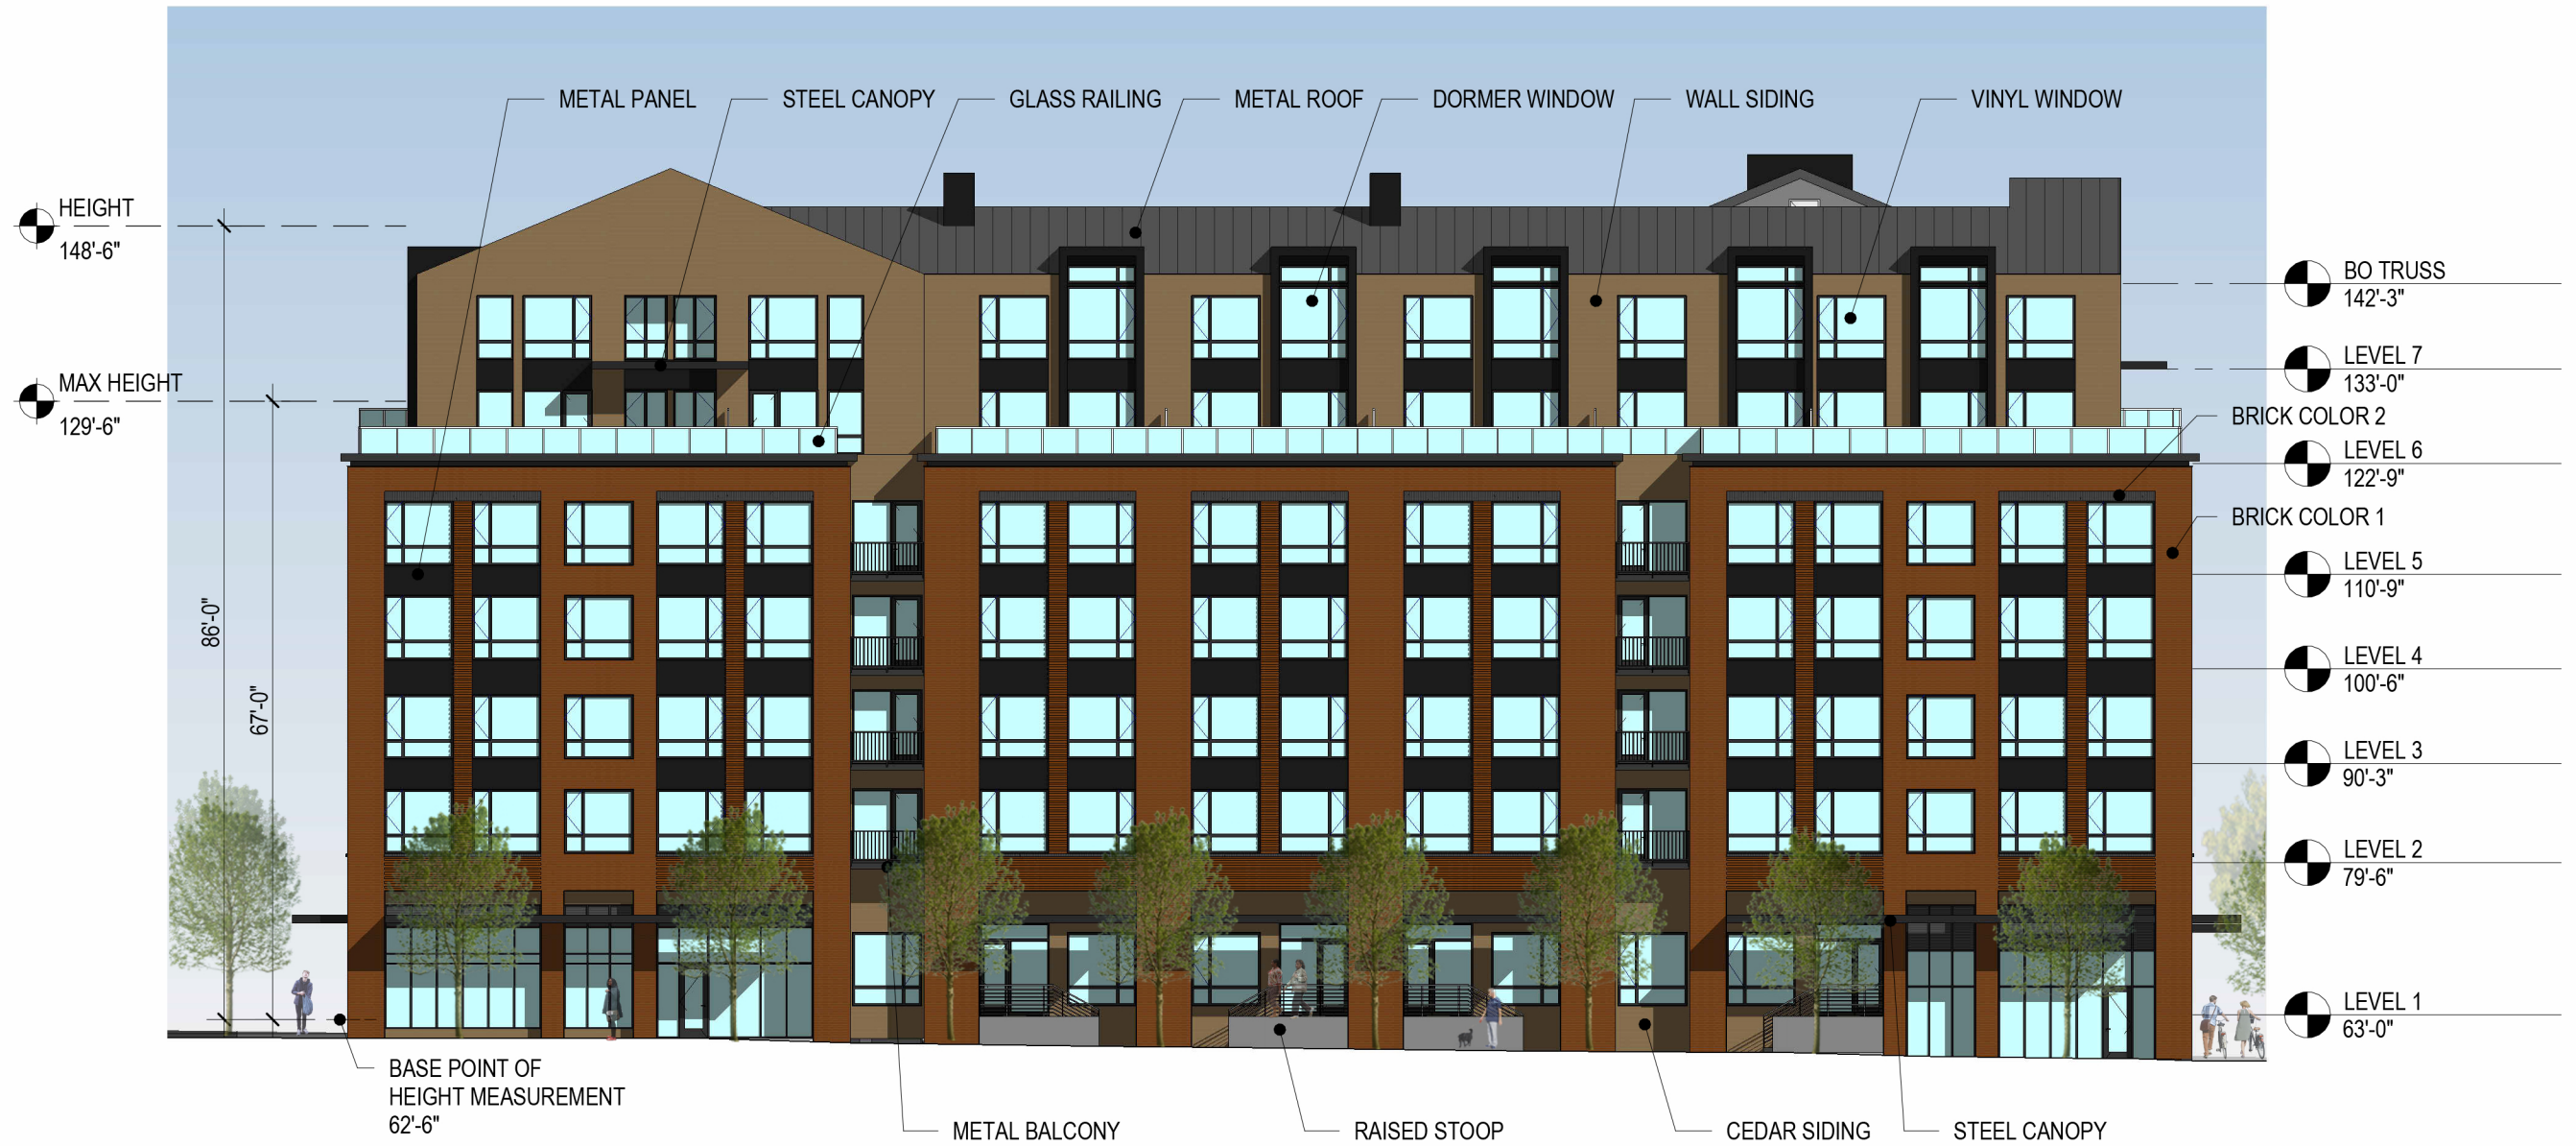 METAL PANEL
STEEL CANOPY
GLASS RAILING
METAL ROOF
DORMER WINDOW
WALL SIDING
VINYL WINDOW
HEIGHT
148'-6"
MAX HEIGHT
129'-6"
86'-0"
67'-0"
BO TRUSS
142'-3"
LEVEL 7
133'-0"
BRICK COLOR 2
LEVEL 6
122'-9"
BRICK COLOR 1
LEVEL 5
110'-9"
LEVEL 4
100'-6"
LEVEL 3
90'-3"
LEVEL 2
79'-6"
LEVEL 1
63'-0"
BASE POINT OF
HEIGHT MEASUREMENT
62'-6"
METAL BALCONY
RAISED STOOP
CEDAR SIDING
STEEL CANOPY